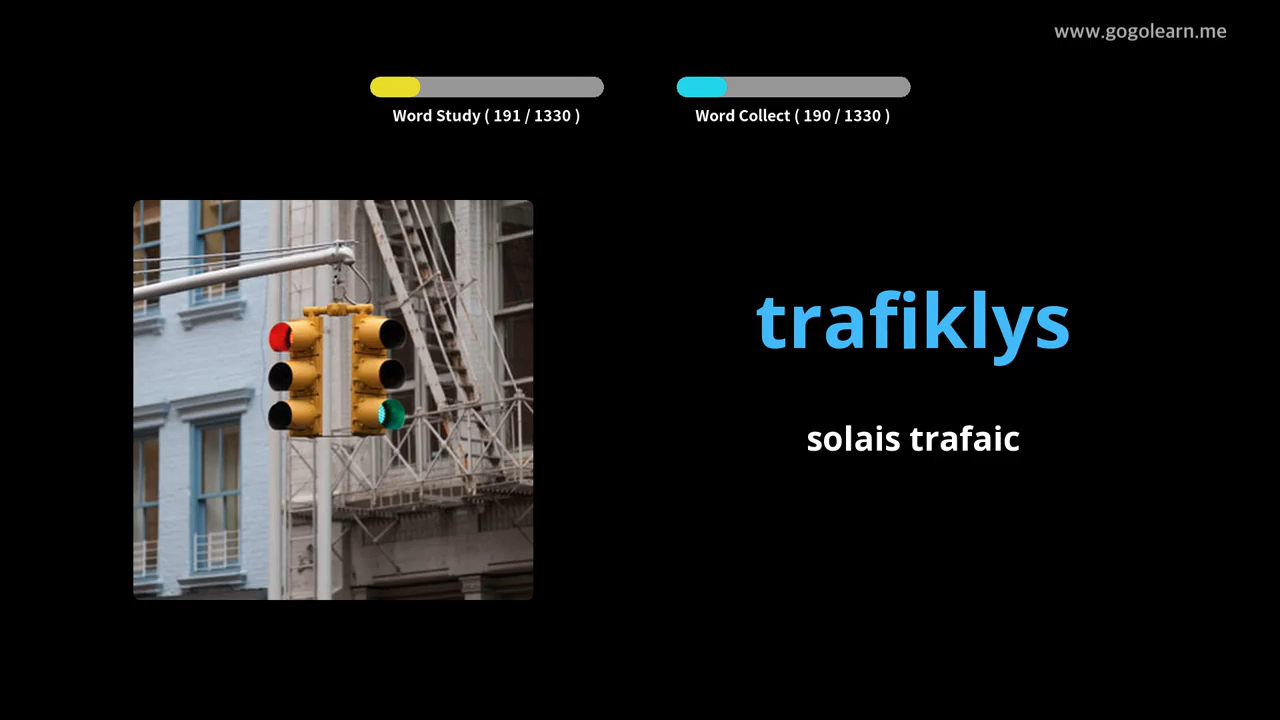 www.gogolearn.me
Word Study ( 191 / 1330 )
Word Collect ( 190 / 1330 )
trafiklys
solais trafaic